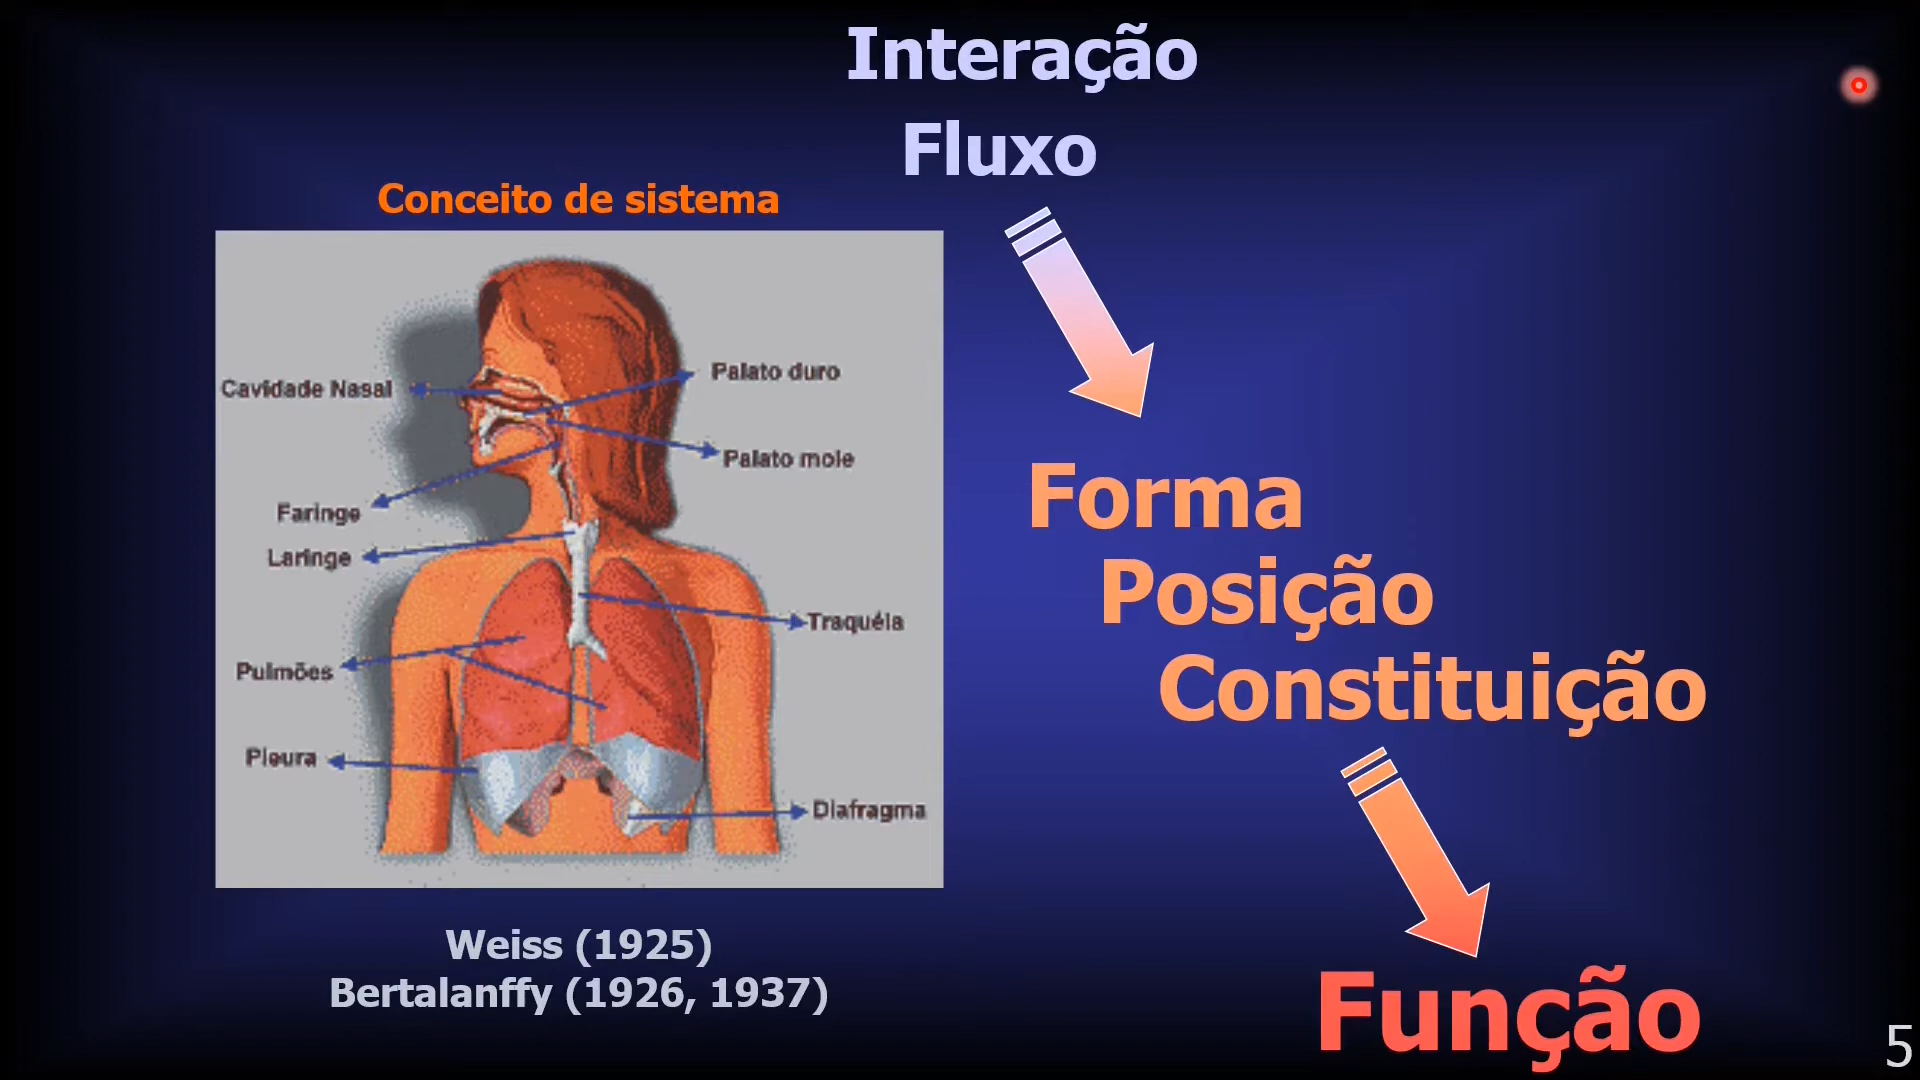 Interação
Fluxo
Conceito de sistema
Cavidade Nasal
Palato duro
Palato mole
Faringe
Laringe
Traquéia
Pulmões
Pleura
Diafragma
Forma
Posição
Constituição
Weiss (1925)
Bertalanffy (1926, 1937)
Função
5